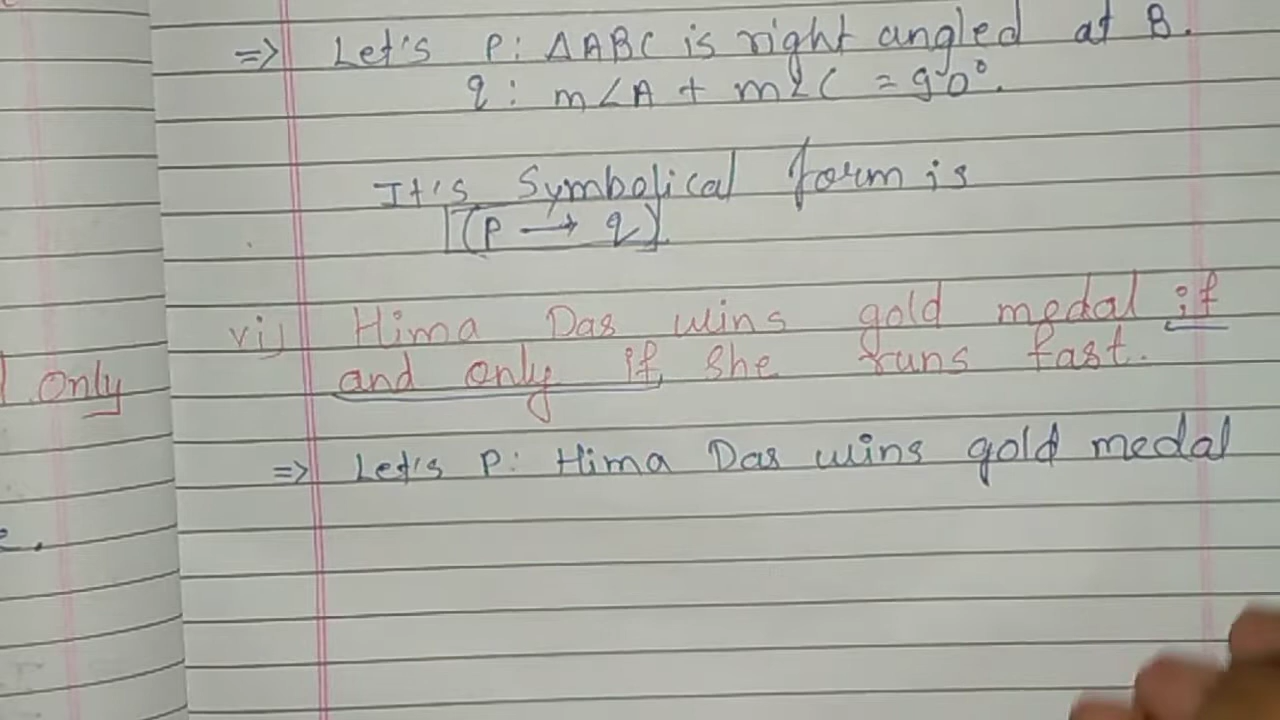 => Let's P: △ABC is right angled at B.
q: m∠A + m∠C = 90°.
It's Symbolical form is
(P → q).
vi) Hima Das wins gold medal if
and only if she runs fast.
Only
=> Let's P: Hima Das wins gold medal